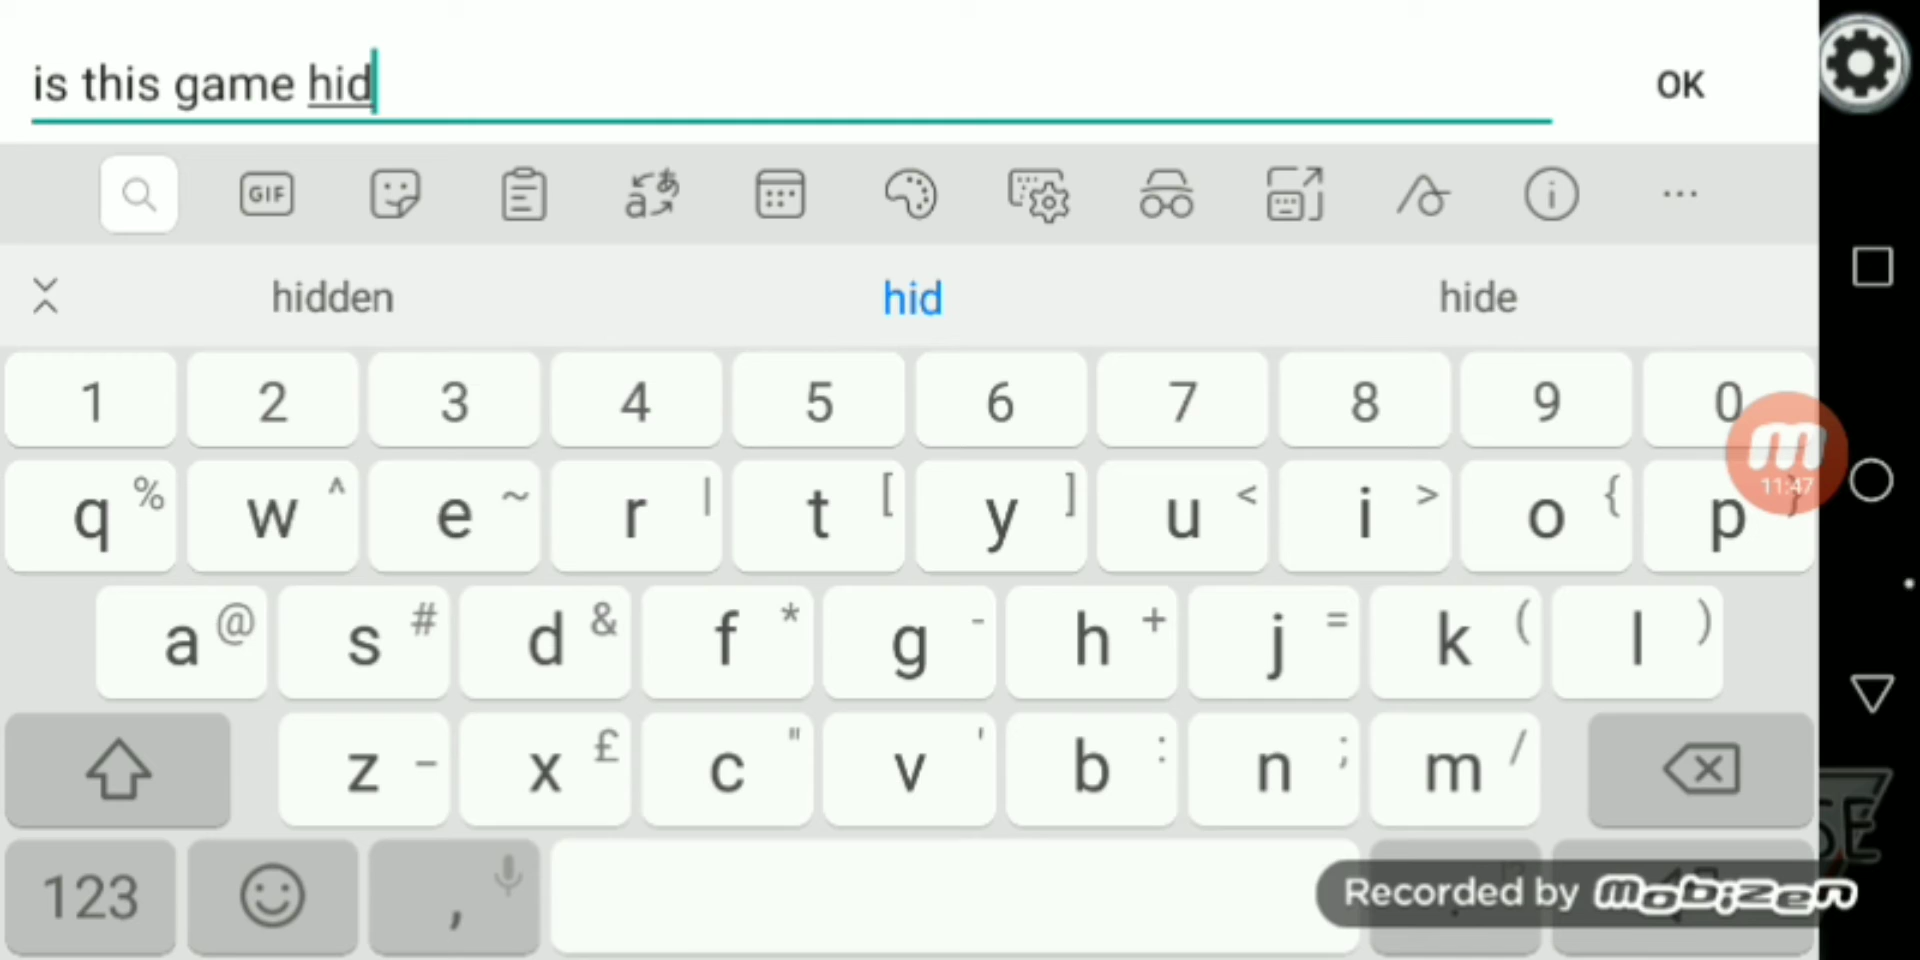 is this game hid
OK
GIF
hidden hid hide
1 2 3 4 5 6 7 8 9 0
q % w ^ e ~ r | t [ y ] u < i > o { p }
11:47
a @ s # d & f * g - h + j = k ( l )
z _ x £ c " v ' b : n ; m /
123 ,
Recorded by mobizen